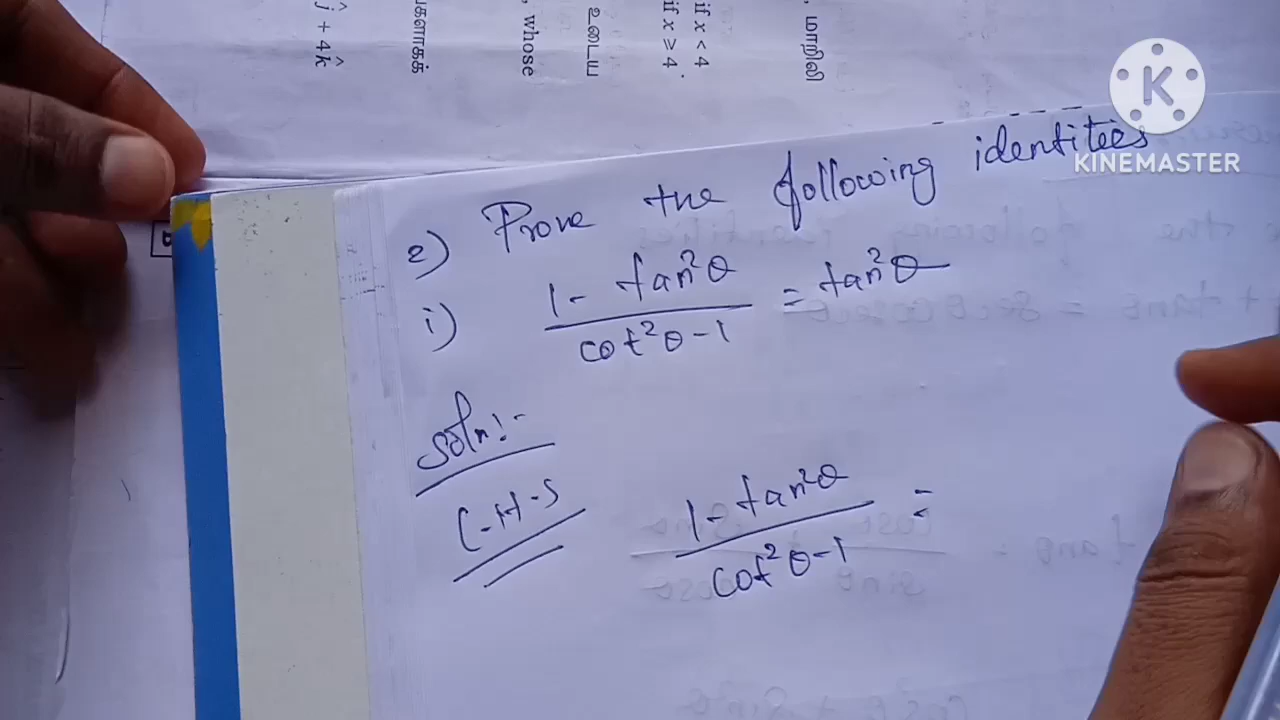 , மாறிலி
if x < 4
if x ⩾ 4 .
உடைய
, whose
ĵ + 4k̂
K
KINEMASTER
2) Prove the following identities
i) 1 - tan²θ / cot²θ - 1 = tan²θ
Soln:-
L-H-S 1 - tan²θ / cot²θ - 1 =